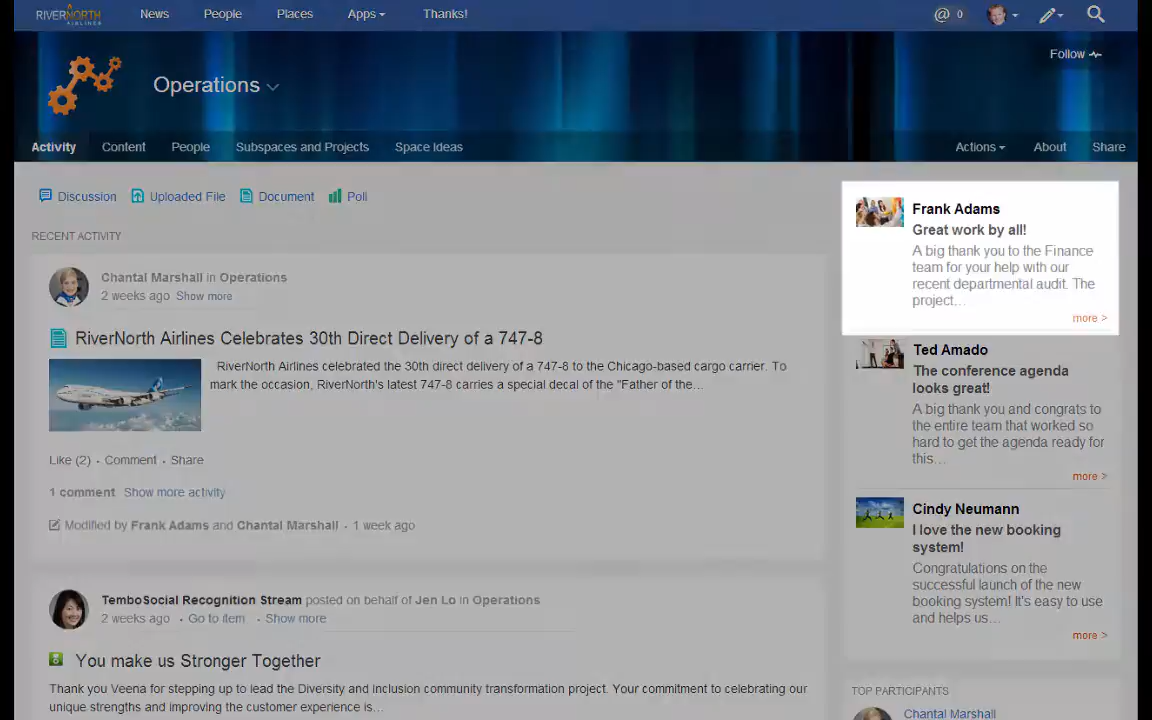 RIVERNORTH
AIRLINES
News People Places Apps Thanks!
@ 0
Follow
Operations
Activity Content People Subspaces and Projects Space Ideas
Actions About Share
Discussion Uploaded File Document Poll
RECENT ACTIVITY
Chantal Marshall in Operations
2 weeks ago Show more
RiverNorth Airlines Celebrates 30th Direct Delivery of a 747-8
RiverNorth Airlines celebrated the 30th direct delivery of a 747-8 to the Chicago-based cargo carrier. To
mark the occasion, RiverNorth's latest 747-8 carries a special decal of the "Father of the...
Like (2) • Comment • Share
1 comment Show more activity
Modified by Frank Adams and Chantal Marshall • 1 week ago
TemboSocial Recognition Stream posted on behalf of Jen Lo in Operations
2 weeks ago • Go to item • Show more
You make us Stronger Together
Thank you Veena for stepping up to lead the Diversity and Inclusion community transformation project. Your commitment to celebrating our
unique strengths and improving the customer experience is...
Frank Adams
Great work by all!
A big thank you to the Finance
team for your help with our
recent departmental audit. The
project...
more >
Ted Amado
The conference agenda
looks great!
A big thank you and congrats to
the entire team that worked so
hard to get the agenda ready for
this...
more >
Cindy Neumann
I love the new booking
system!
Congratulations on the
successful launch of the new
booking system! It's easy to use
and helps us...
more >
TOP PARTICIPANTS
Chantal Marshall